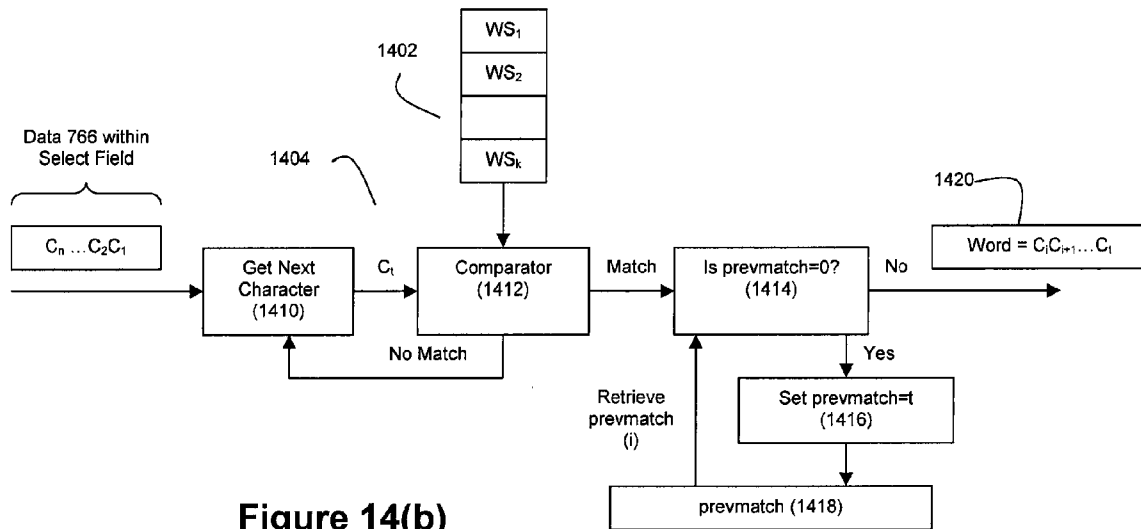 WS₁
1402
WS₂
Data 766 within
Select Field
1404
WSₖ
1420
Cₙ ...C₂C₁
Word = CᵢCᵢ₊₁...Cₜ
Get Next
Character
(1410)
Cₜ
Comparator
(1412)
Match
Is prevmatch=0?
(1414)
No
No Match
Yes
Retrieve
prevmatch
(i)
Set prevmatch=t
(1416)
prevmatch (1418)
Figure 14(b)